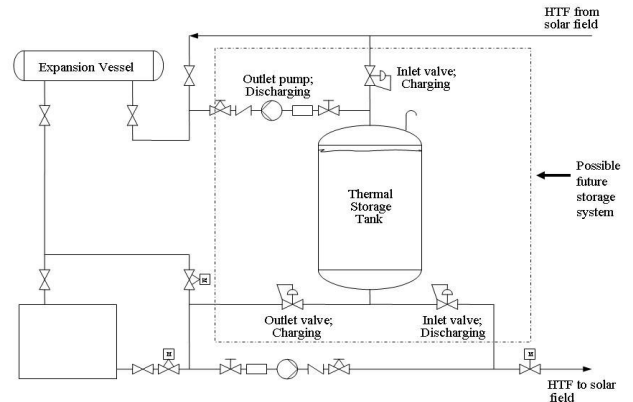 HTF from
solar field
Expansion Vessel
Outlet pump;
Discharging
Inlet valve;
Charging
Possible
future
storage
system
Thermal
Storage
Tank
M
Outlet valve;
Charging
Inlet valve;
Discharging
M
M
HTF to solar
field